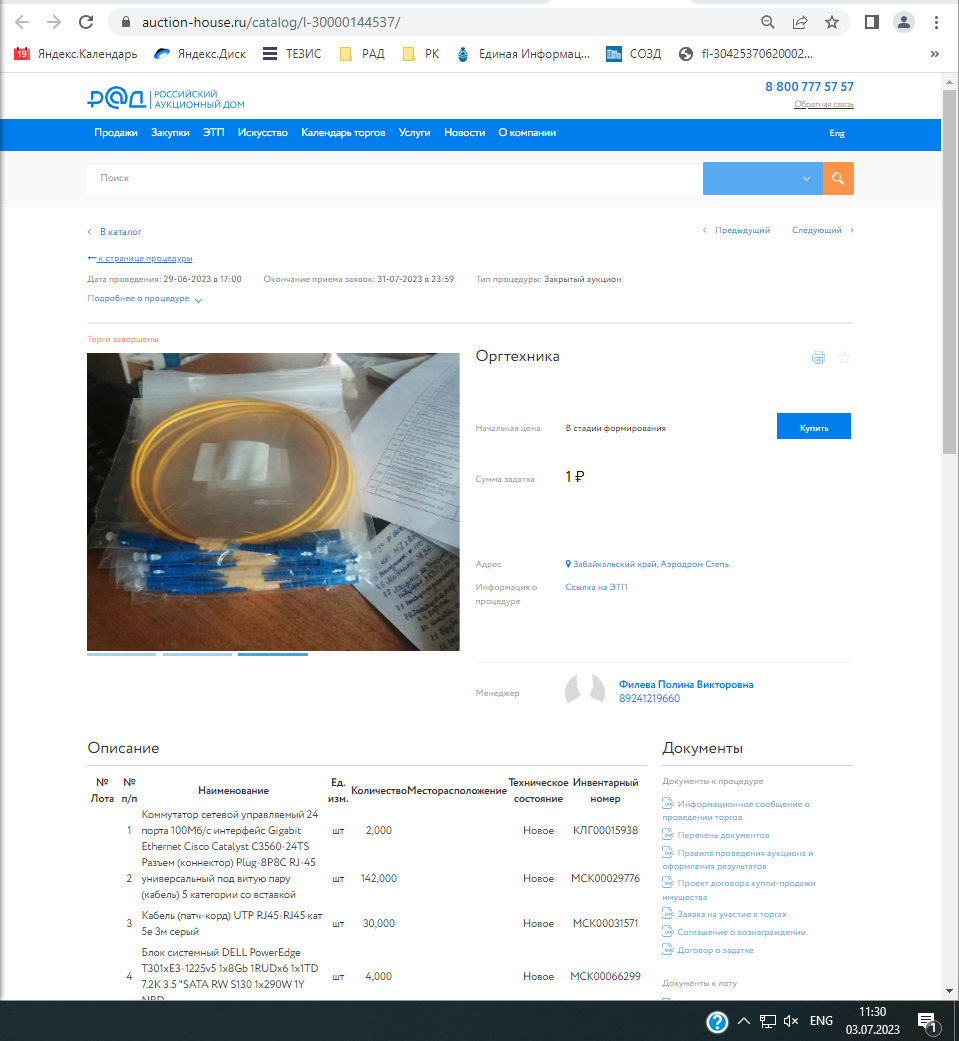 auction-house.ru/catalog/l-30000144537/
19 Яндекс.Календарь Яндекс.Диск ТЕЗИС РАД РК Единая Информац... СОЗД fl-30425370620002... »
РАД РОССИЙСКИЙ
АУКЦИОННЫЙ ДОМ
8 800 777 57 57
Обратная связь
Продажи Закупки ЭТП Искусство Календарь торгов Услуги Новости О компании Eng
Поиск
В каталог Предыдущий Следующий
к странице процедуры
Дата проведения: 29-06-2023 в 17:00 Окончание приема заявок: 31-07-2023 в 23:59 Тип процедуры: Закрытый аукцион
Подробнее о процедуре
Торги завершены
Оргтехника
Начальная цена В стадии формирования Купить
Сумма задатка 1 ₽
Адрес Забайкальский край, Аэродром Степь
Информация о
процедуре
Ссылка на ЭТП
Менеджер
Филева Полина Викторовна
89241219660
Описание
№
Лота
№
п/п
Наименование
Ед.
изм.
Количество
Месторасположение
Техническое
состояние
Инвентарный
номер
1
Коммутатор сетевой управляемый 24
порта 100Мб/с интерфейс Gigabit
Ethernet Cisco Catalyst C3560-24TS
шт 2,000 Новое КЛГ00015938
2
Разъем (коннектор) Plug-8P8C RJ-45
универсальный под витую пару
(кабель) 5 категории со вставкой
шт 142,000 Новое МСК00029776
3
Кабель (патч-корд) UTP RJ45-RJ45 кат
5e 3м серый
шт 30,000 Новое МСК00031571
4
Блок системный DELL PowerEdge
T301xE3-1225v5 1x8Gb 1RUDx6 1x1TD
7.2K 3.5 "SATA RW S130 1x290W 1Y
NBD
шт 4,000 Новое МСК00066299
Документы
Документы к процедуре
Информационное сообщение о
проведении торгов
Перечень документов
Правила проведения аукциона и
оформления результатов
Проект договора купли-продажи
имущества
Заявка на участие в торгах
Соглашение о вознаграждении
Договор о задатке
Документы к лоту
ENG
11:30
03.07.2023
1